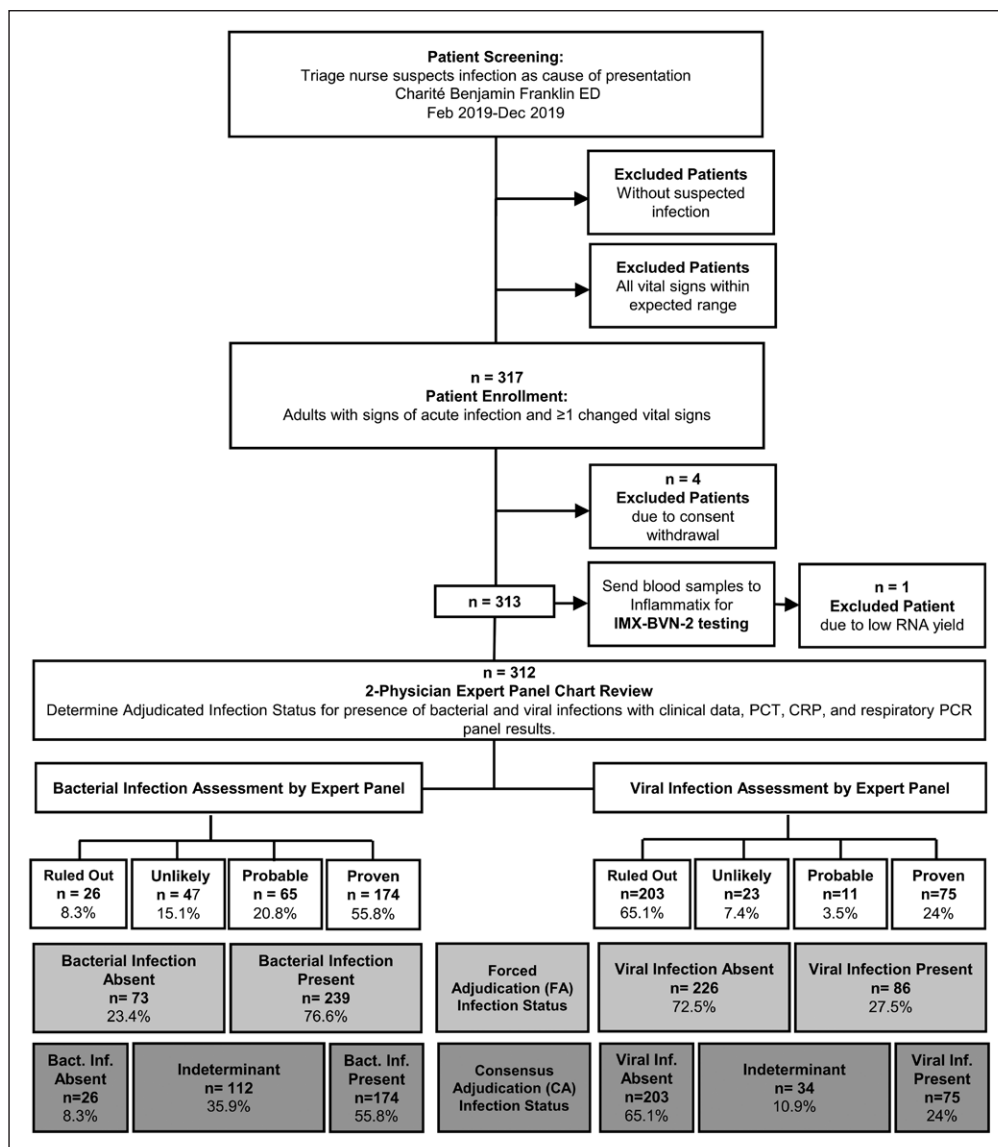 Patient Screening:
Triage nurse suspects infection as cause of presentation
Charité Benjamin Franklin ED
Feb 2019-Dec 2019
Excluded Patients
Without suspected
infection
Excluded Patients
All vital signs within
expected range
n = 317
Patient Enrollment:
Adults with signs of acute infection and ≥1 changed vital signs
n = 4
Excluded Patients
due to consent
withdrawal
n = 313
Send blood samples to
Inflammatix for
IMX-BVN-2 testing
n = 1
Excluded Patient
due to low RNA yield
n = 312
2-Physician Expert Panel Chart Review
Determine Adjudicated Infection Status for presence of bacterial and viral infections with clinical data, PCT, CRP, and respiratory PCR
panel results.
Bacterial Infection Assessment by Expert Panel
Viral Infection Assessment by Expert Panel
Ruled Out
n = 26
8.3%
Unlikely
n = 47
15.1%
Probable
n = 65
20.8%
Proven
n = 174
55.8%
Ruled Out
n=203
65.1%
Unlikely
n=23
7.4%
Probable
n=11
3.5%
Proven
n=75
24%
Bacterial Infection
Absent
n= 73
23.4%
Bacterial Infection
Present
n= 239
76.6%
Forced
Adjudication (FA)
Infection Status
Viral Infection Absent
n= 226
72.5%
Viral Infection Present
n= 86
27.5%
Bact. Inf.
Absent
n=26
8.3%
Indeterminant
n= 112
35.9%
Bact. Inf.
Present
n=174
55.8%
Consensus
Adjudication (CA)
Infection Status
Viral Inf.
Absent
n=203
65.1%
Indeterminant
n= 34
10.9%
Viral Inf.
Present
n=75
24%